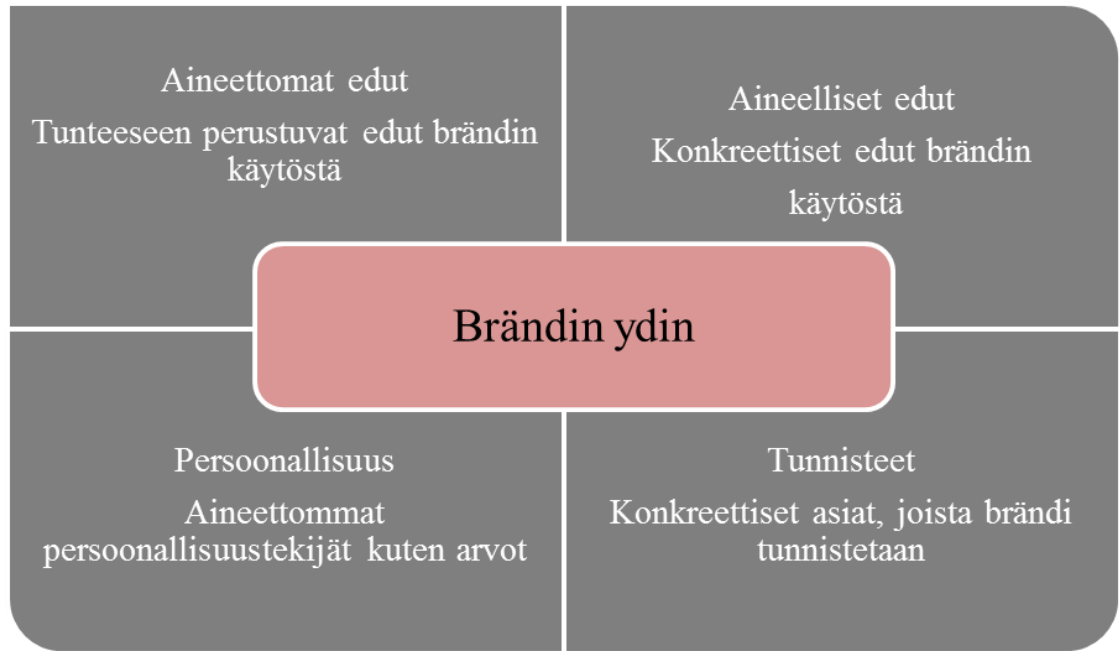 Aineettomat edut
Tunteeseen perustuvat edut brändin
käytöstä
Aineelliset edut
Konkreettiset edut brändin
käytöstä
Brändin ydin
Persoonallisuus
Aineettommat
persoonallisuustekijät kuten arvot
Tunnisteet
Konkreettiset asiat, joista brändi
tunnistetaan